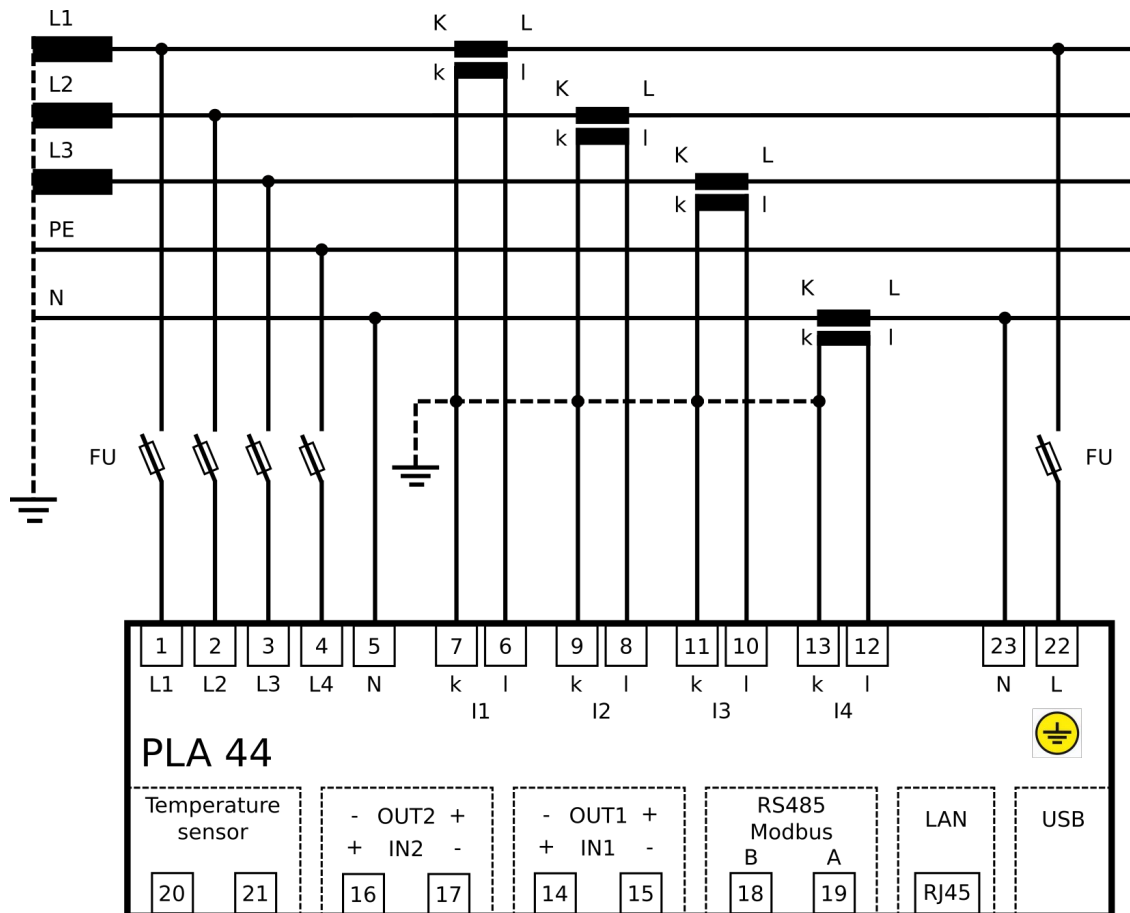 L1
K L
k l
L2
K L
k l
L3
K L
k l
PE
N
K L
k l
FU
FU
1 2 3 4 5 7 6 9 8 11 10 13 12 23 22
L1 L2 L3 L4 N k l k l k l k l N L
I1 I2 I3 I4
PLA 44
Temperature
sensor
20 21
- OUT2 +
+ IN2 -
16 17
- OUT1 +
+ IN1 -
14 15
RS485
Modbus
B A
18 19
LAN
RJ45
USB